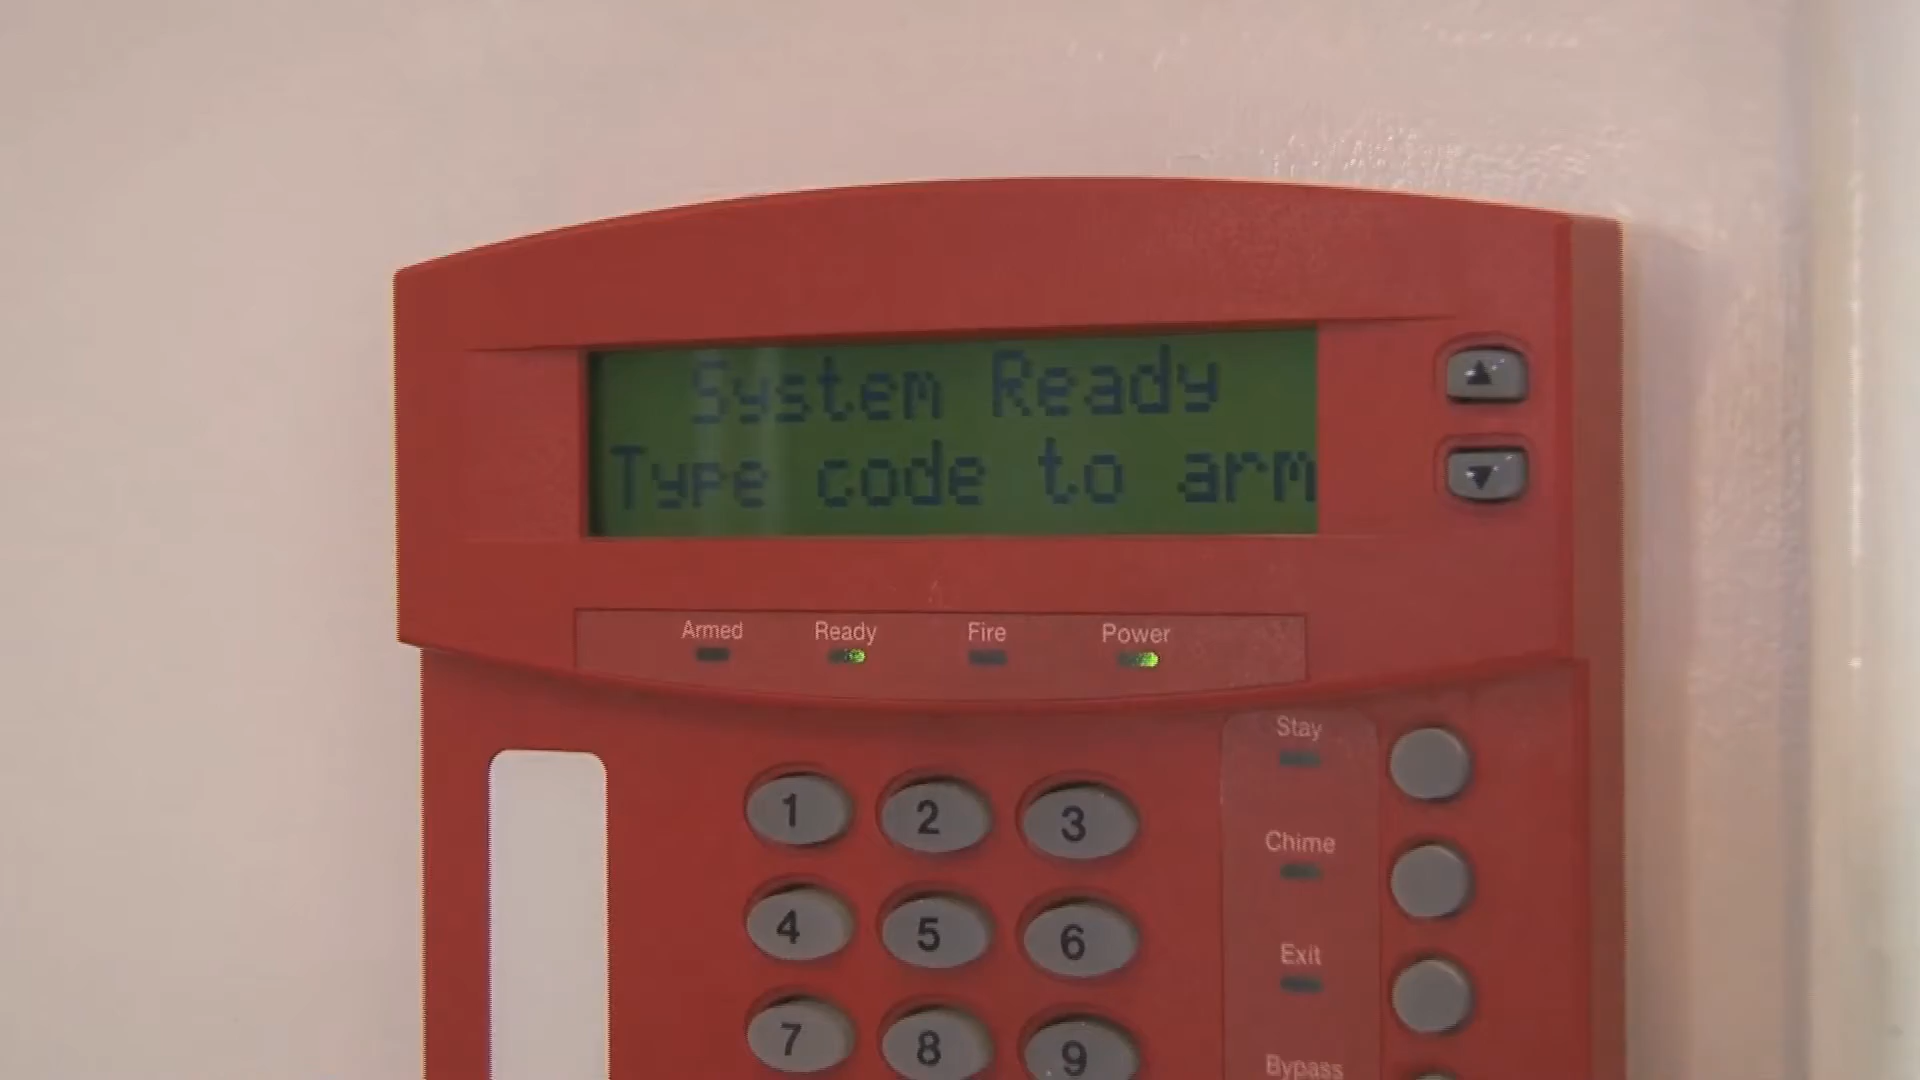 System Ready
Type code to arm
Armed Ready Fire Power
Stay
1 2 3
Chime
4 5 6
Exit
7 8 9
Bypass